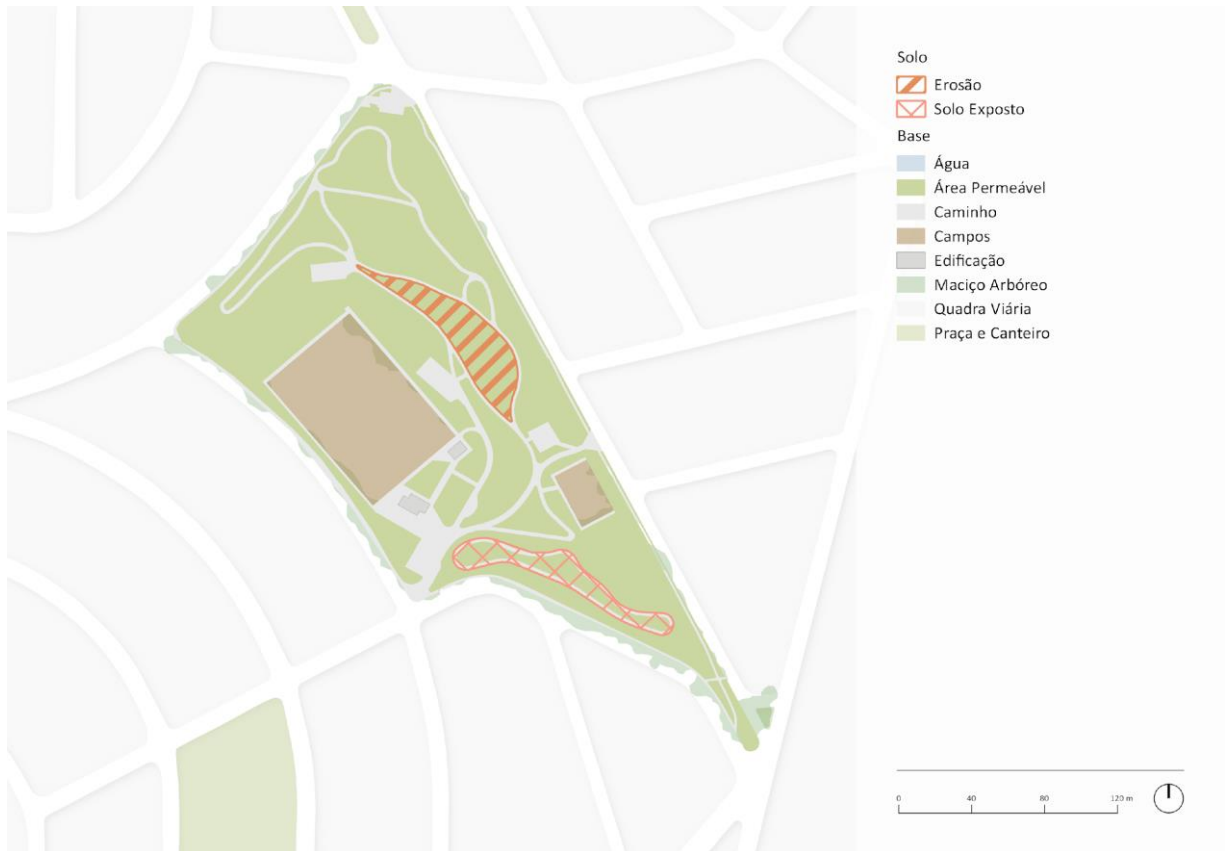 Solo
Erosão
Solo Exposto
Base
Água
Área Permeável
Caminho
Campos
Edificação
Maciço Arbóreo
Quadra Viária
Praça e Canteiro
0 40 80 120 m